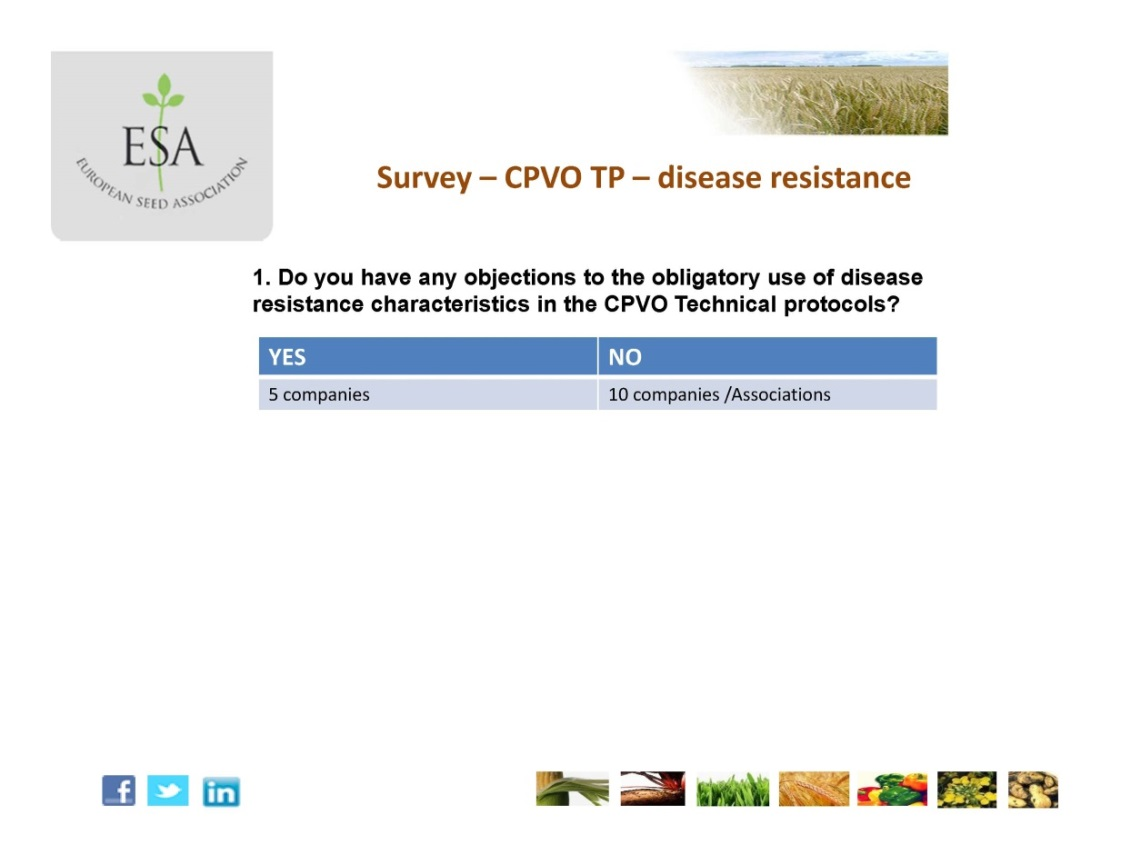 ESA
EUROPEAN SEED ASSOCIATION
Survey – CPVO TP – disease resistance
1. Do you have any objections to the obligatory use of disease
resistance characteristics in the CPVO Technical protocols?
YES NO
5 companies 10 companies /Associations
f in